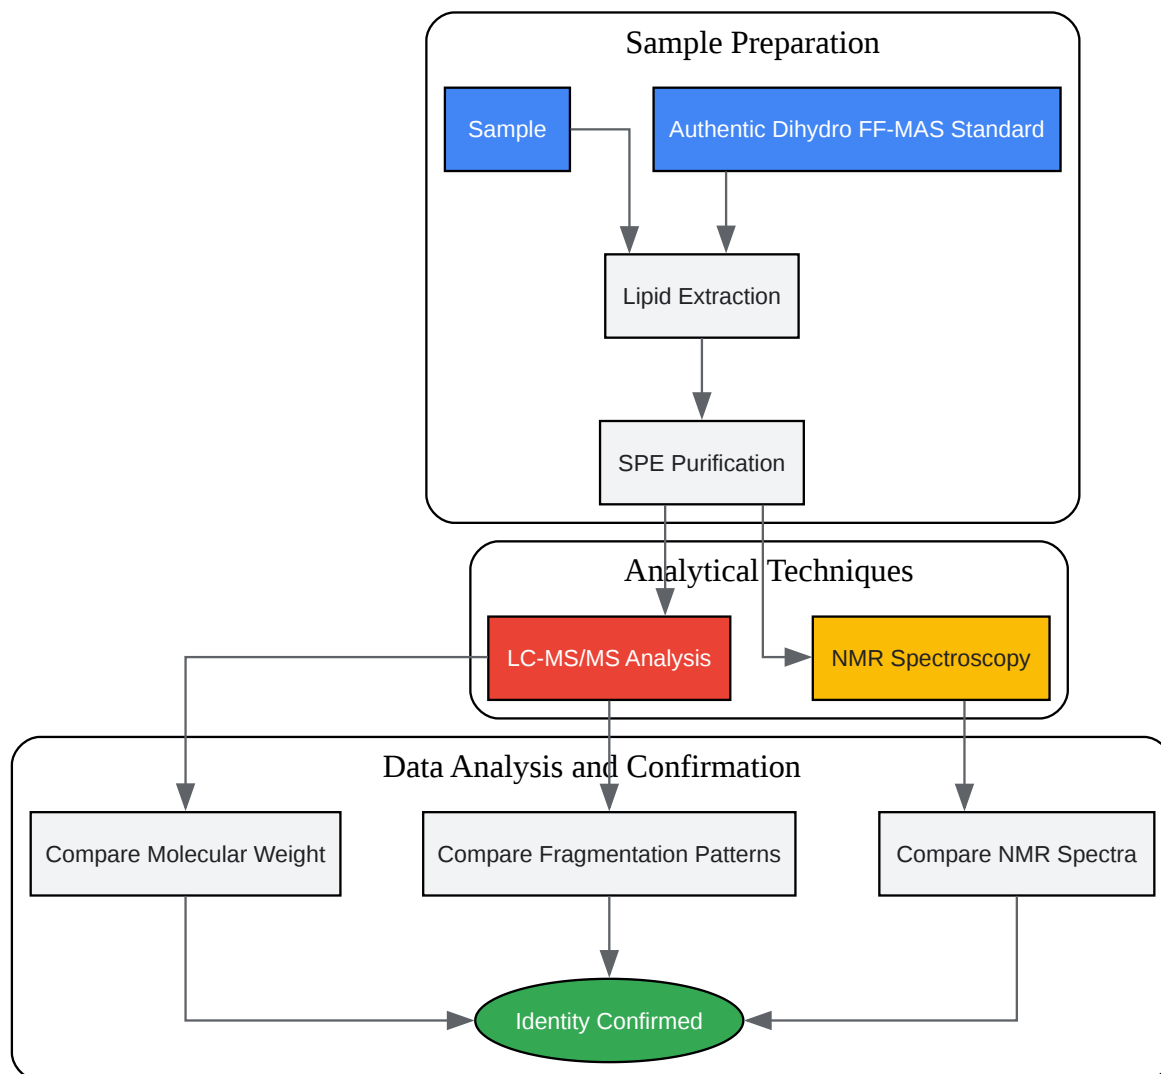 Sample Preparation
Sample
Authentic Dihydro FF-MAS Standard
Lipid Extraction
SPE Purification
Analytical Techniques
LC-MS/MS Analysis
NMR Spectroscopy
Data Analysis and Confirmation
Compare Molecular Weight
Compare Fragmentation Patterns
Compare NMR Spectra
Identity Confirmed